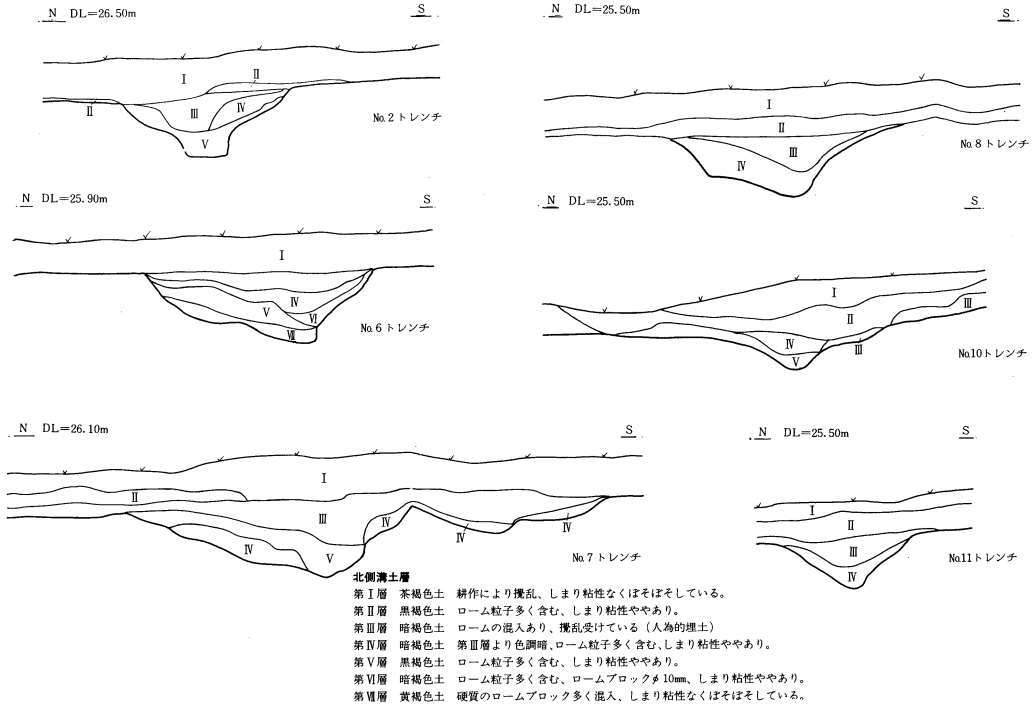 N DL=26.50m S
I
II
II
III
IV
V
No.2トレンチ
N DL=25.90m S
I
IV
V
VI
VII
No.6トレンチ
N DL=26.10m S
I
II
III
IV
IV
IV
IV
V
No.7トレンチ
N DL=25.50m S
I
II
III
IV
No.8トレンチ
N DL=25.50m S
I
II
III
III
IV
V
No.10トレンチ
N DL=25.50m S
I
II
III
IV
No.11トレンチ
北側溝土層
第Ⅰ層 茶褐色土 耕作により攪乱、しまり粘性なくぼそぼそしている。
第Ⅱ層 黒褐色土 ローム粒子多く含む、しまり粘性ややあり。
第Ⅲ層 暗褐色土 ロームの混入あり、攪乱受けている（人為的埋土）
第Ⅳ層 暗褐色土 第Ⅲ層より色調暗、ローム粒子多く含む、しまり粘性ややあり。
第Ⅴ層 黒褐色土 ローム粒子多く含む、しまり粘性ややあり。
第Ⅵ層 暗褐色土 ローム粒子多く含む、ロームブロックφ10mm、しまり粘性ややあり。
第Ⅶ層 黄褐色土 硬質のロームブロック多く混入、しまり粘性なくぼそぼそしている。